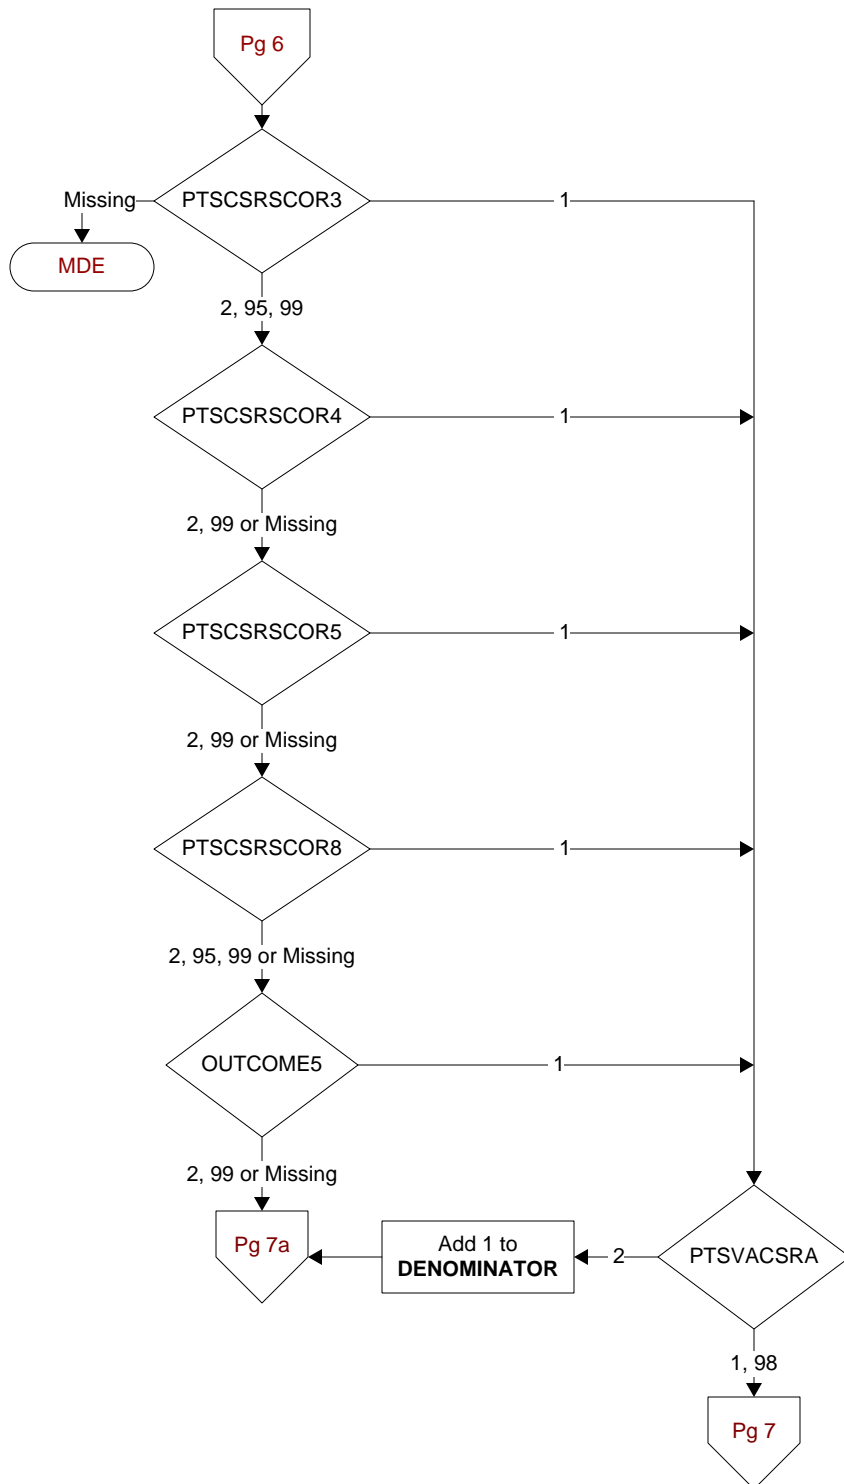 Pg 6
PTSCSRSCOR3
Missing
1
MDE
2, 95, 99
PTSCSRSCOR4
1
2, 99 or Missing
PTSCSRSCOR5
1
2, 99 or Missing
PTSCSRSCOR8
1
2, 95, 99 or Missing
OUTCOME5
1
2, 99 or Missing
Pg 7a
Add 1 to
DENOMINATOR
2
PTSVACSRA
1, 98
Pg 7